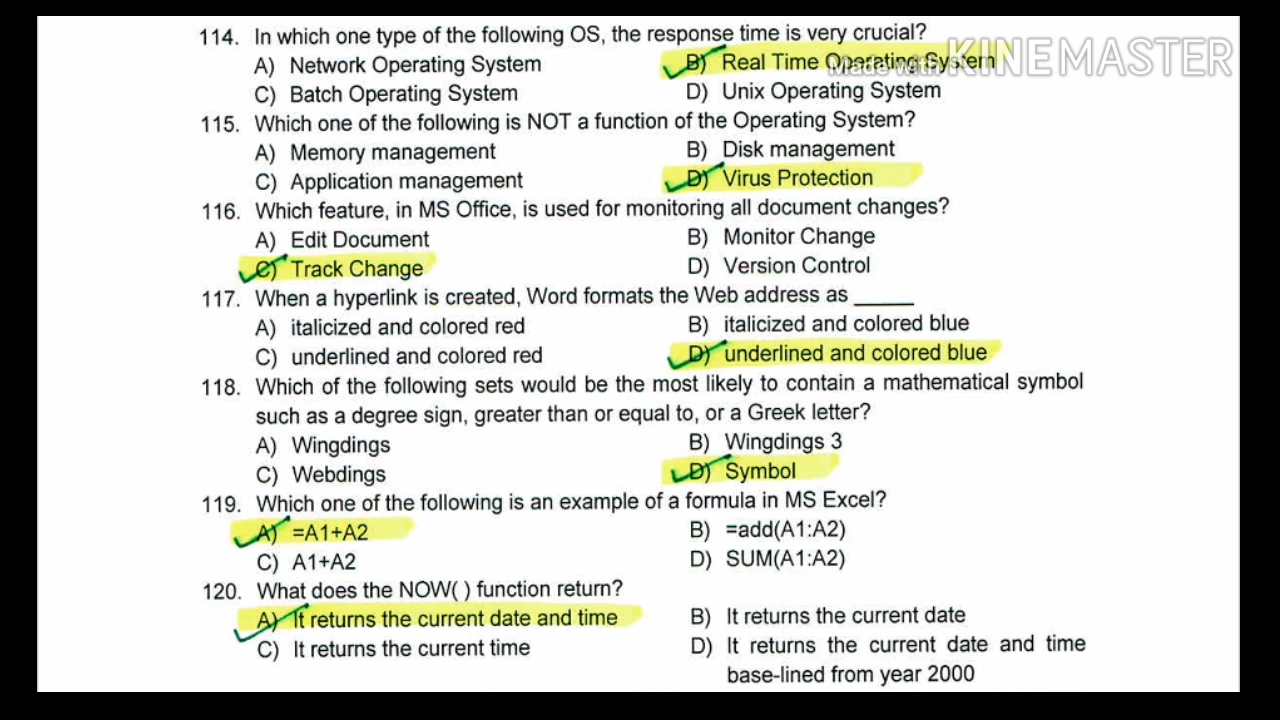 114. In which one type of the following OS, the response time is very crucial?
A) Network Operating System B) Real Time Operating System
Made with KINEMASTER
C) Batch Operating System D) Unix Operating System
115. Which one of the following is NOT a function of the Operating System?
A) Memory management B) Disk management
C) Application management D) Virus Protection
116. Which feature, in MS Office, is used for monitoring all document changes?
A) Edit Document B) Monitor Change
C) Track Change D) Version Control
117. When a hyperlink is created, Word formats the Web address as _____
A) italicized and colored red B) italicized and colored blue
C) underlined and colored red D) underlined and colored blue
118. Which of the following sets would be the most likely to contain a mathematical symbol
such as a degree sign, greater than or equal to, or a Greek letter?
A) Wingdings B) Wingdings 3
C) Webdings D) Symbol
119. Which one of the following is an example of a formula in MS Excel?
A) =A1+A2 B) =add(A1:A2)
C) A1+A2 D) SUM(A1:A2)
120. What does the NOW( ) function return?
A) It returns the current date and time B) It returns the current date
C) It returns the current time D) It returns the current date and time
base-lined from year 2000